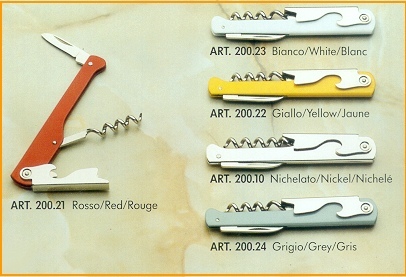 ART. 200.23 Bianco/White/Blanc
ART. 200.22 Giallo/Yellow/Jaune
ART. 200.10 Nichelato/Nickel/Nichelé
ART. 200.21 Rosso/Red/Rouge
ART. 200.24 Grigio/Grey/Gris